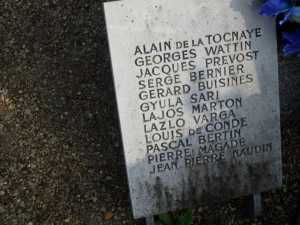 ALAIN DE LA TOCNAYE
GEORGES WATTIN
JACQUES PREVOST
SERGE BERNIER
GERARD BUISINES
GYULA SARI
LAJOS MARTON
LAZLO VARGA
LOUIS DE CONDE
PASCAL BERTIN
PIERRE MAGADE
JEAN PIERRE NAUDIN